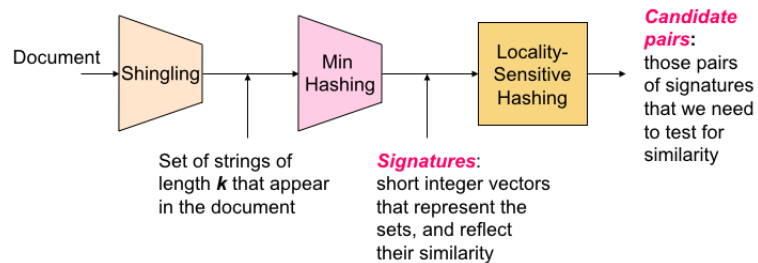 Document
Shingling
Min
Hashing
Locality-
Sensitive
Hashing
Candidate
pairs:
those pairs
of signatures
that we need
to test for
similarity
Set of strings of
length k that appear
in the document
Signatures:
short integer vectors
that represent the
sets, and reflect
their similarity